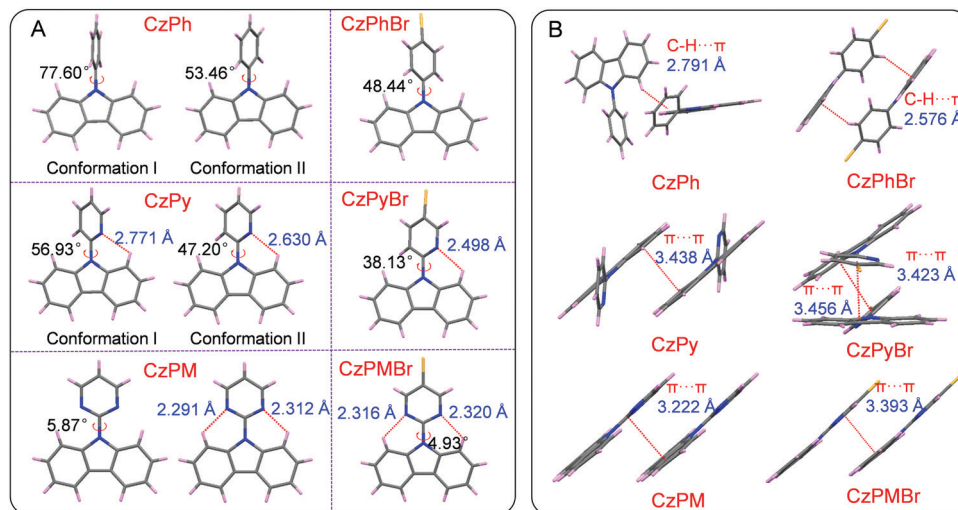 A
CzPh
77.60°
53.46°
Conformation I
Conformation II
CzPhBr
48.44°
CzPy
56.93°
2.771 Å
47.20°
2.630 Å
Conformation I
Conformation II
CzPyBr
38.13°
2.498 Å
CzPM
5.87°
2.291 Å
2.312 Å
CzPMBr
2.316 Å
2.320 Å
4.93°
B
C-H···π
2.791 Å
CzPh
C-H···π
2.576 Å
CzPhBr
π···π
3.438 Å
CzPy
π···π
3.423 Å
π···π
3.456 Å
CzPyBr
π···π
3.222 Å
CzPM
π···π
3.393 Å
CzPMBr